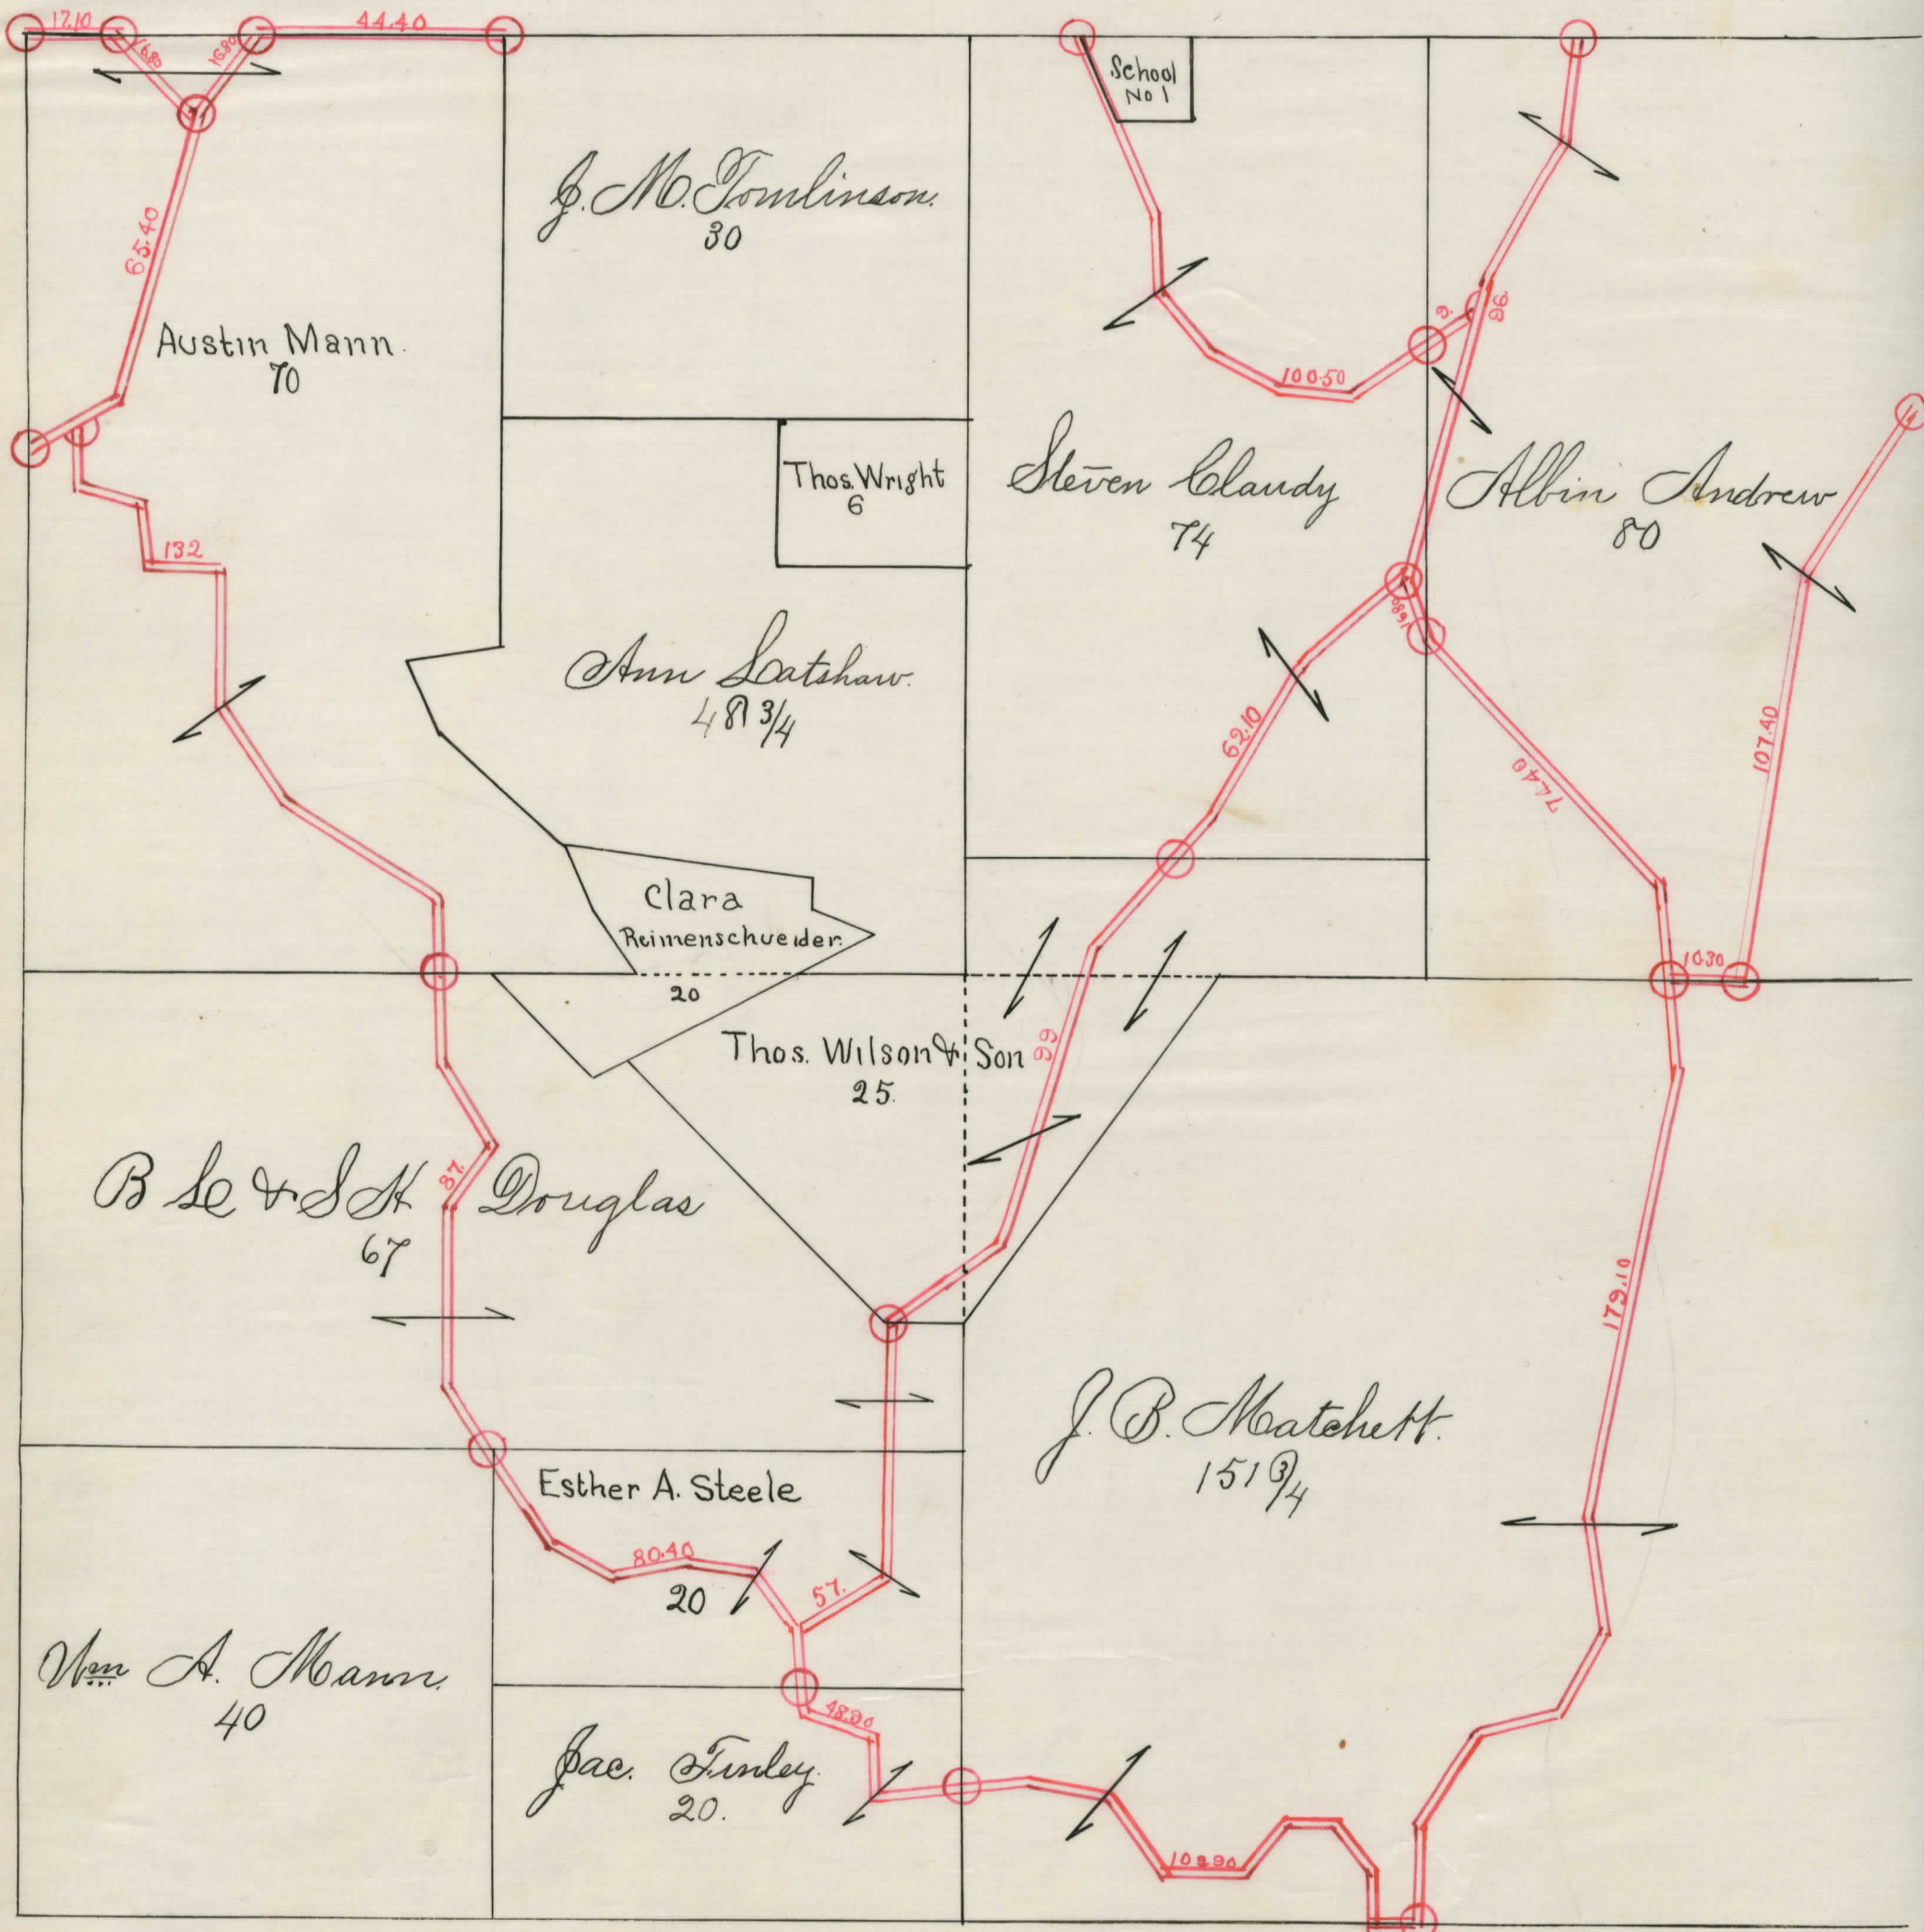 17.10
16.80
16.80
44.40
School
No 1
J. M. Tomlinson.
30
65.40
Austin Mann.
70
9.
96.
100.50
Thos. Wright
6
Steven Claudy
74
Albin Andrew
80
132
16.80
Ann Latshaw.
48 3/4
62.10
74.40
107.40
Clara
Reimenschueider.
20
10.30
Thos. Wilson & Son
25.
99
B L & S K Douglas
67
87.
179.10
J. B. Matchett.
151 3/4
Esther A. Steele
80.40
20
57.
Wm A. Mann.
40
48.90
Jac. Finley.
20.